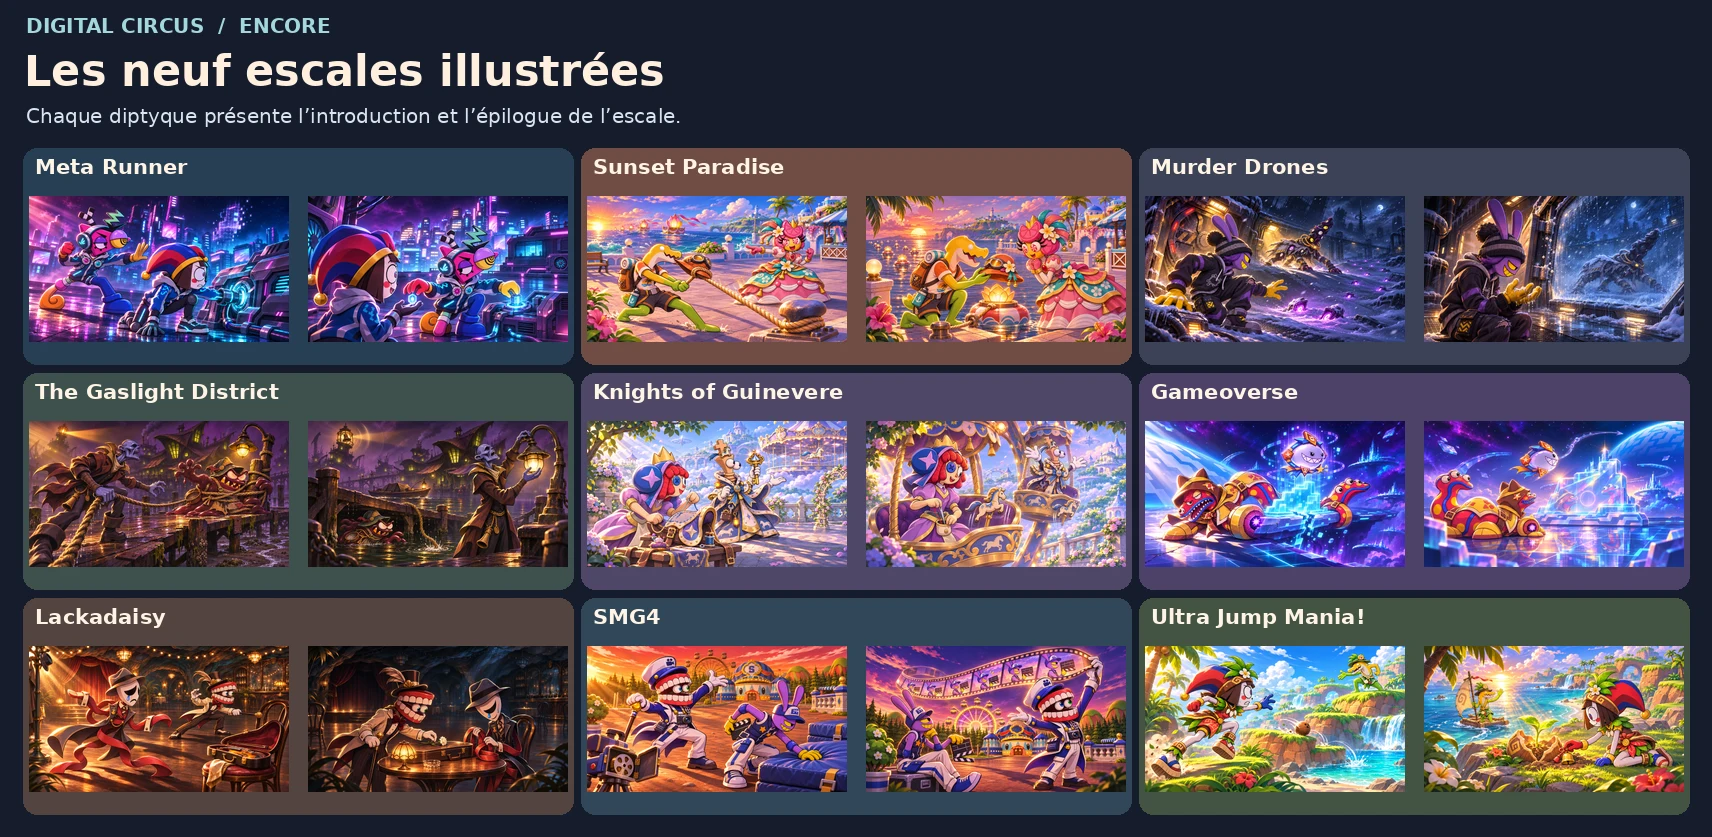 DIGITAL CIRCUS / ENCORE
Les neuf escales illustrées
Chaque diptyque présente l’introduction et l’épilogue de l’escale.
Meta Runner
Sunset Paradise
Murder Drones
The Gaslight District
Knights of Guinevere
Gameoverse
Lackadaisy
SMG4
Ultra Jump Mania!